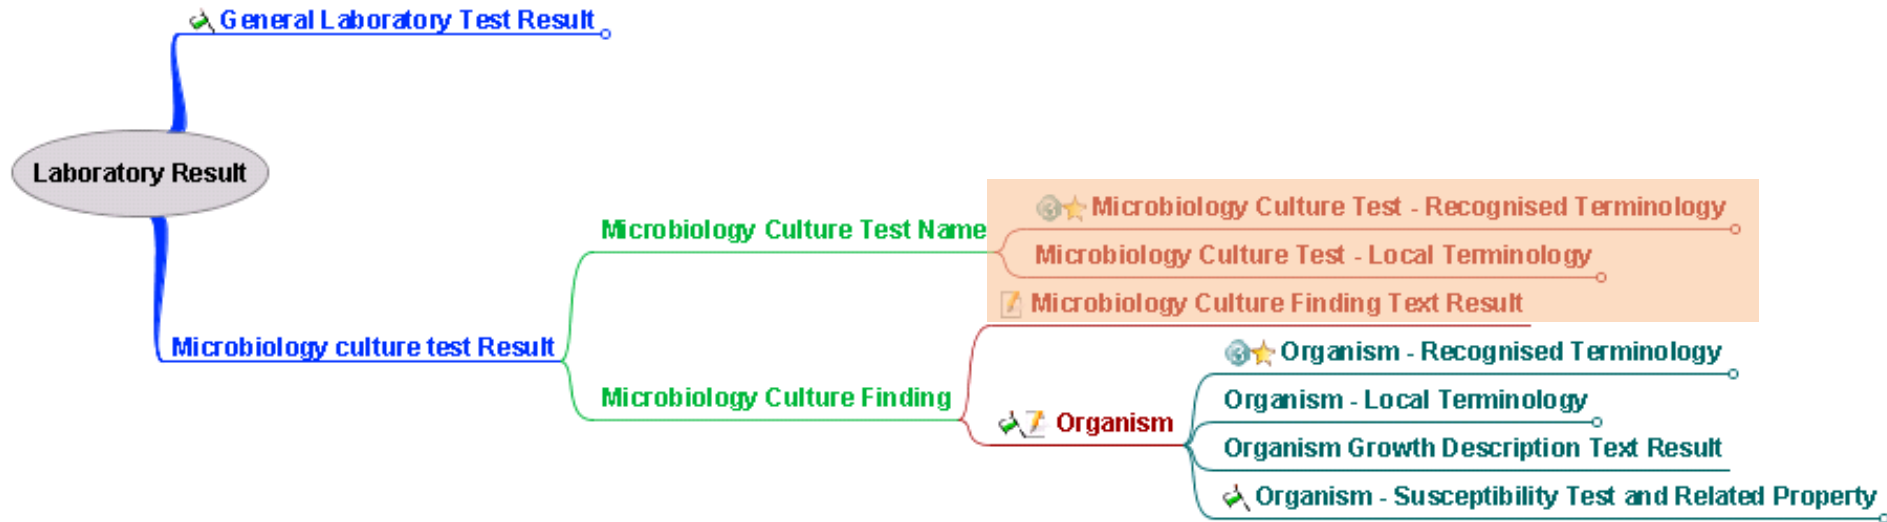 General Laboratory Test Result
Laboratory Result
Microbiology culture test Result
Microbiology Culture Test Name
Microbiology Culture Test - Recognised Terminology
Microbiology Culture Test - Local Terminology
Microbiology Culture Finding
Microbiology Culture Finding Text Result
Organism
3 Organism - Recognised Terminology
Organism - Local Terminology
Organism Growth Description Text Result
Organism - Susceptibility Test and Related Property